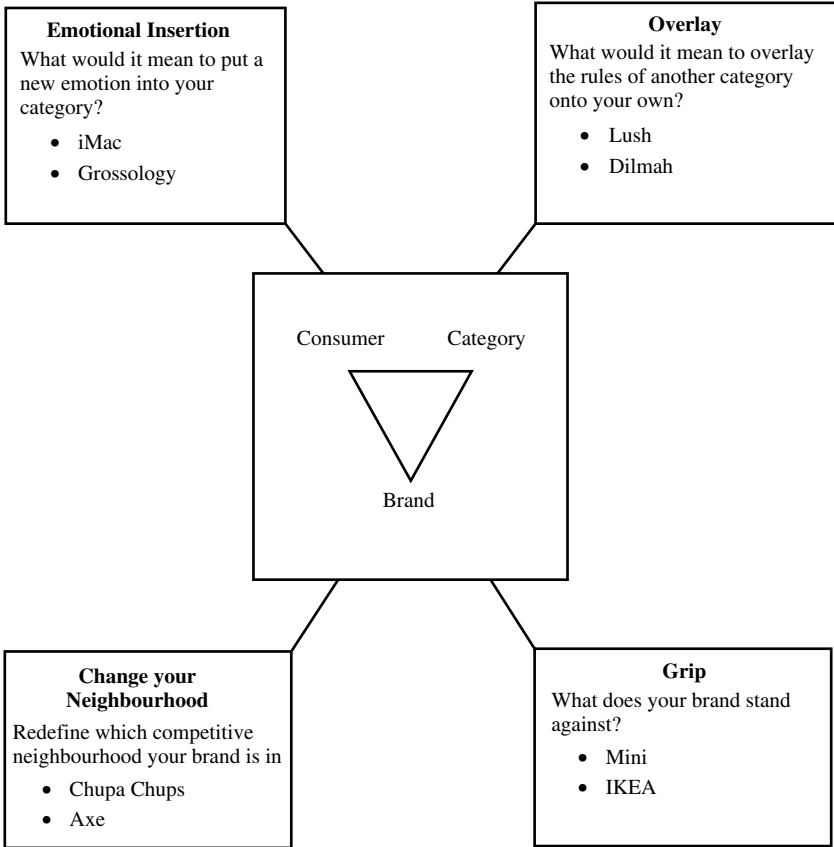 Emotional Insertion
What would it mean to put a
new emotion into your
category?
• iMac
• Grossology
Overlay
What would it mean to overlay
the rules of another category
onto your own?
• Lush
• Dilmah
Consumer
Category
Brand
Change your
Neighbourhood
Redefine which competitive
neighbourhood your brand is in
• Chupa Chups
• Axe
Grip
What does your brand stand
against?
• Mini
• IKEA